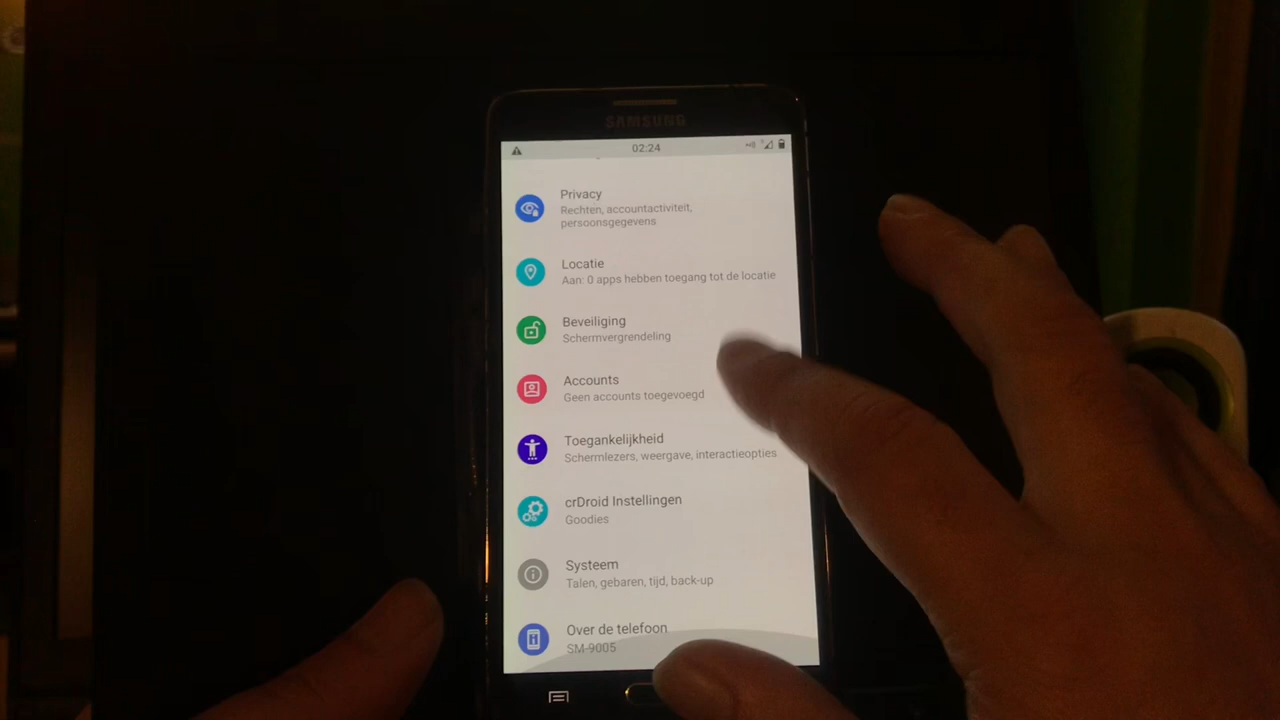 SAMSUNG
02:24
Privacy
Rechten, accountactiviteit,
persoonsgegevens
Locatie
Aan: 0 apps hebben toegang tot de locatie
Beveiliging
Schermvergrendeling
Accounts
Geen accounts toegevoegd
Toegankelijkheid
Schermlezers, weergave, interactieopties
crDroid Instellingen
Goodies
Systeem
Talen, gebaren, tijd, back-up
Over de telefoon
SM-9005